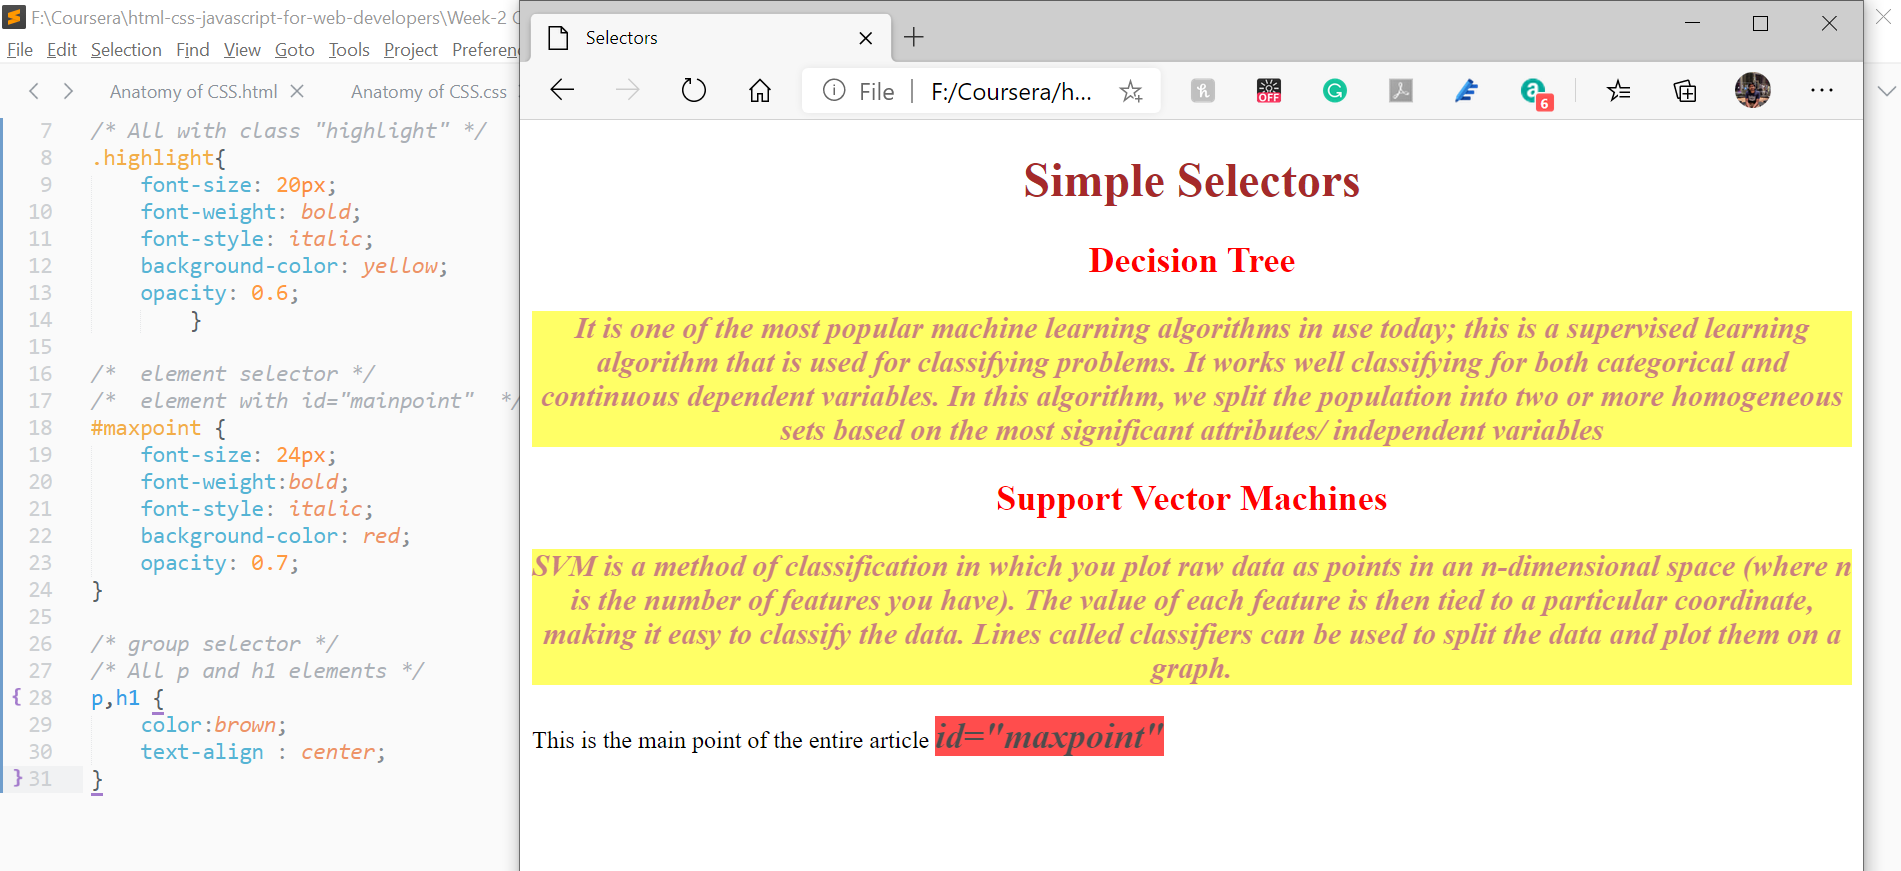 F:\Coursera\html-css-javascript-for-web-developers\Week-2
File Edit Selection Find View Goto Tools Project
Anatomy of CSS.html Anatomy of CSS.css
7 /* All with class "highlight" */
8 .highlight{
9 font-size: 20px;
10 font-weight: bold;
11 font-style: italic;
12 background-color: yellow;
13 opacity: 0.6;
14 }
15
16 /*  element selector */
17 /*  element with id="mainpoint"  */
18 #maxpoint {
19 font-size: 24px;
20 font-weight:bold;
21 font-style: italic;
22 background-color: red;
23 opacity: 0.7;
24 }
25
26 /* group selector */
27 /* All p and h1 elements */
{ 28 p,h1 {
29 color:brown;
30 text-align : center;
} 31 }
Selectors
File | F:/Coursera/h...
OFF
6
Simple Selectors
Decision Tree
It is one of the most popular machine learning algorithms in use today; this is a supervised learning
algorithm that is used for classifying problems. It works well classifying for both categorical and
continuous dependent variables. In this algorithm, we split the population into two or more homogeneous
sets based on the most significant attributes/ independent variables
Support Vector Machines
SVM is a method of classification in which you plot raw data as points in an n-dimensional space (where n
is the number of features you have). The value of each feature is then tied to a particular coordinate,
making it easy to classify the data. Lines called classifiers can be used to split the data and plot them on a
graph.
This is the main point of the entire article id="maxpoint"